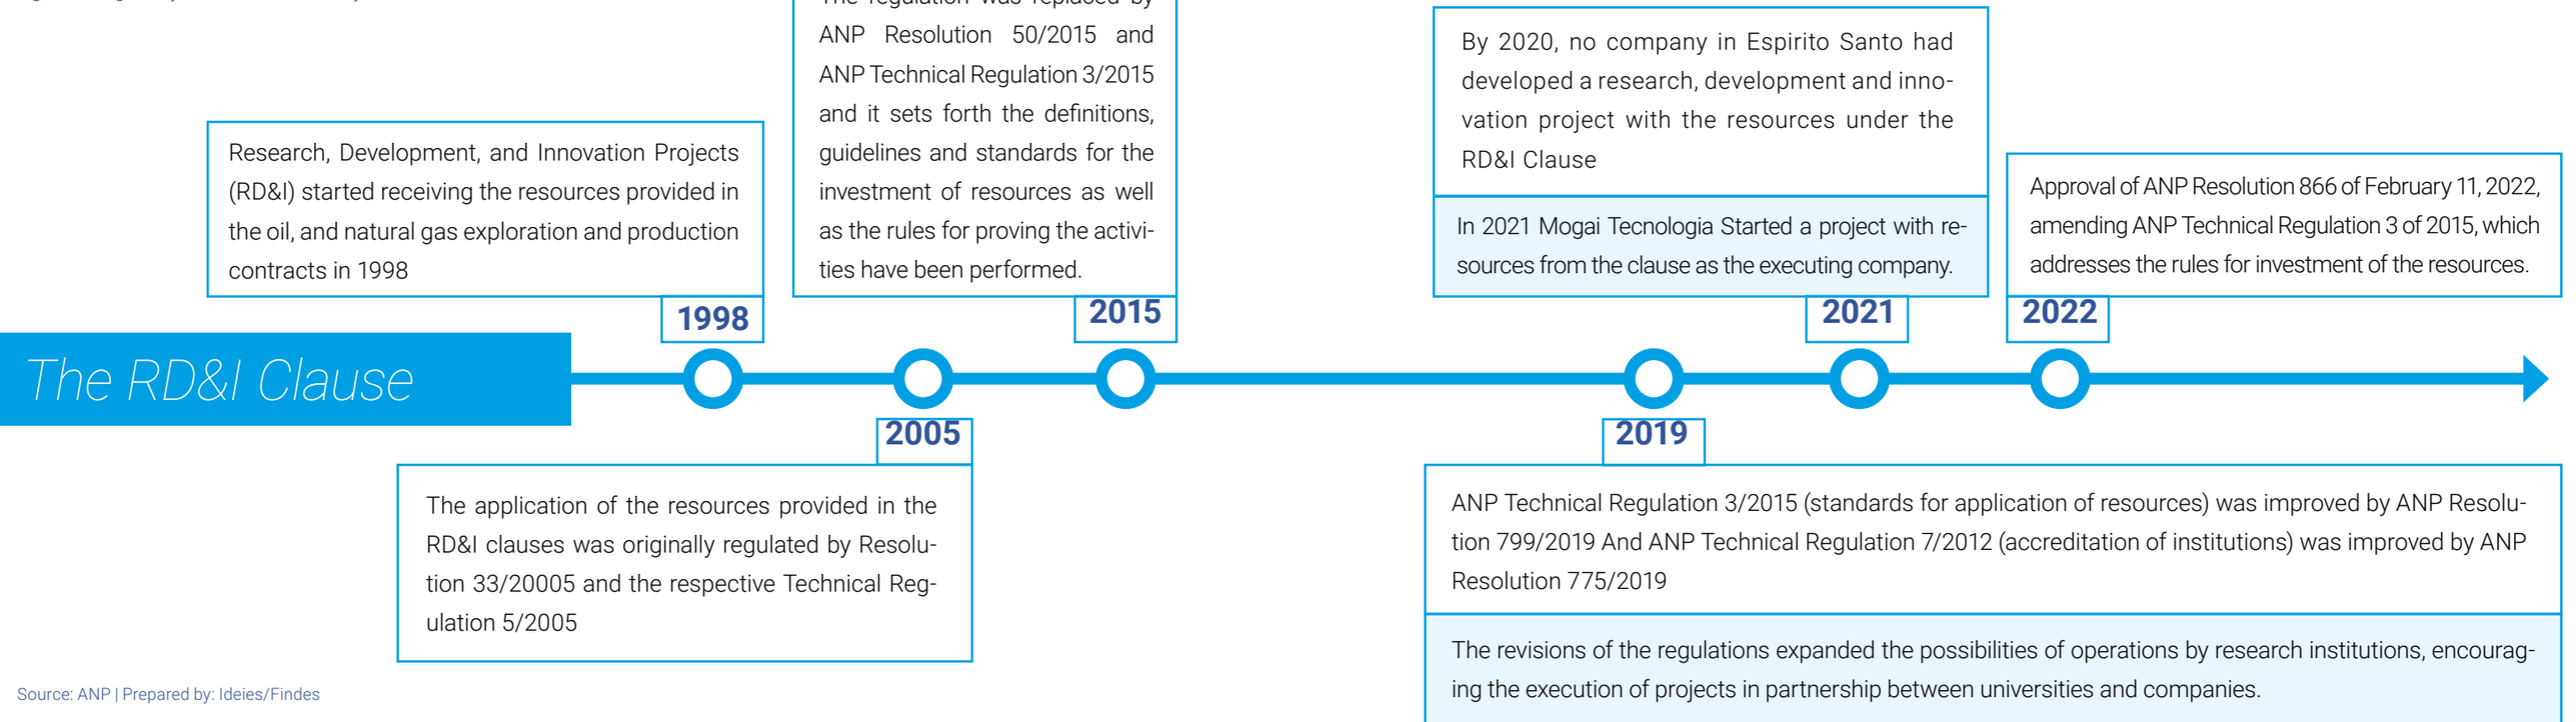 The regulation was replaced by
ANP Resolution 50/2015 and
ANP Technical Regulation 3/2015
and it sets forth the definitions,
guidelines and standards for the
investment of resources as well
as the rules for proving the activi-
ties have been performed.
By 2020, no company in Espirito Santo had
developed a research, development and inno-
vation project with the resources under the
RD&I Clause
In 2021 Mogai Tecnologia Started a project with re-
sources from the clause as the executing company.
Research, Development, and Innovation Projects
(RD&I) started receiving the resources provided in
the oil, and natural gas exploration and production
contracts in 1998
Approval of ANP Resolution 866 of February 11, 2022,
amending ANP Technical Regulation 3 of 2015, which
addresses the rules for investment of the resources.
1998
2015
2021
2022
The RD&I Clause
2005
2019
The application of the resources provided in the
RD&I clauses was originally regulated by Resolu-
tion 33/20005 and the respective Technical Reg-
ulation 5/2005
ANP Technical Regulation 3/2015 (standards for application of resources) was improved by ANP Resolu-
tion 799/2019 And ANP Technical Regulation 7/2012 (accreditation of institutions) was improved by ANP
Resolution 775/2019
The revisions of the regulations expanded the possibilities of operations by research institutions, encourag-
ing the execution of projects in partnership between universities and companies.
Source: ANP | Prepared by: Ideies/Findes